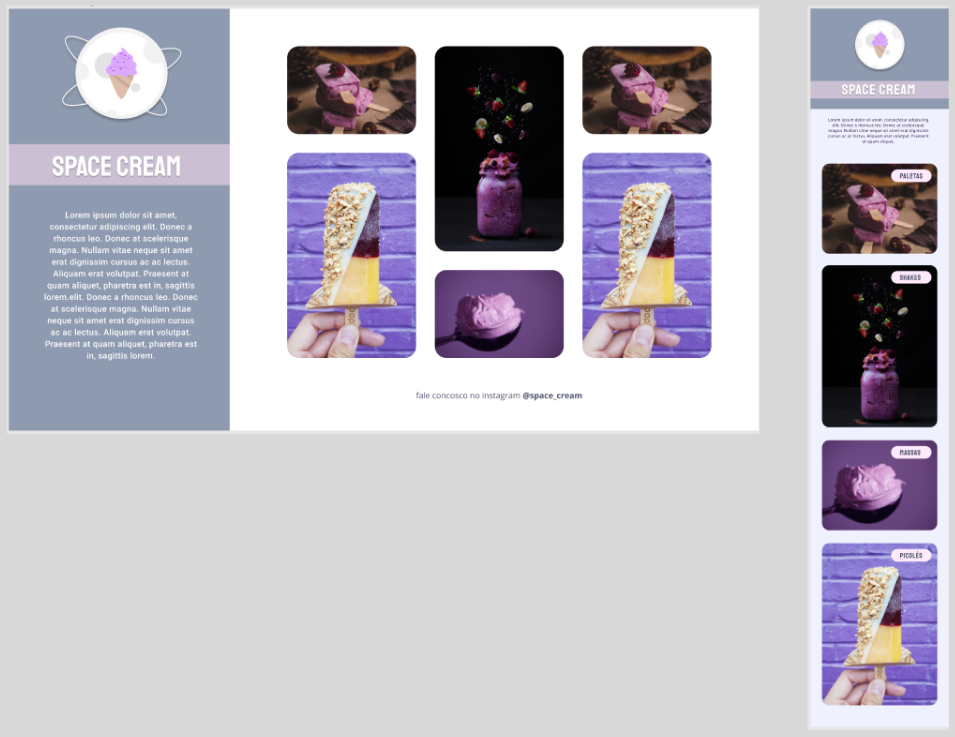 SPACE CREAM
Lorem ipsum dolor sit amet,
consectetur adipiscing elit. Donec a
rhoncus leo. Donec at scelerisque
magna. Nullam vitae neque sit amet
erat dignissim cursus ac ac lectus.
Aliquam erat volutpat. Praesent at
quam aliquet, pharetra est in, sagittis
lorem.elit. Donec a rhoncus leo. Donec
at scelerisque magna. Nullam vitae
neque sit amet erat dignissim cursus
ac ac lectus. Aliquam erat volutpat.
Praesent at quam aliquet, pharetra est
in, sagittis lorem.
fale concosco no instagram @space_cream
SPACE CREAM
Lorem ipsum dolor sit amet, consectetur adipiscing
elit. Donec a rhoncus leo. Donec at scelerisque
magna. Nullam vitae neque sit amet erat dignissim
cursus ac ac lectus. Aliquam erat volutpat. Praesent
at quam aliquet,
PALETAS
SHAKES
MASSAS
PICOLÉS